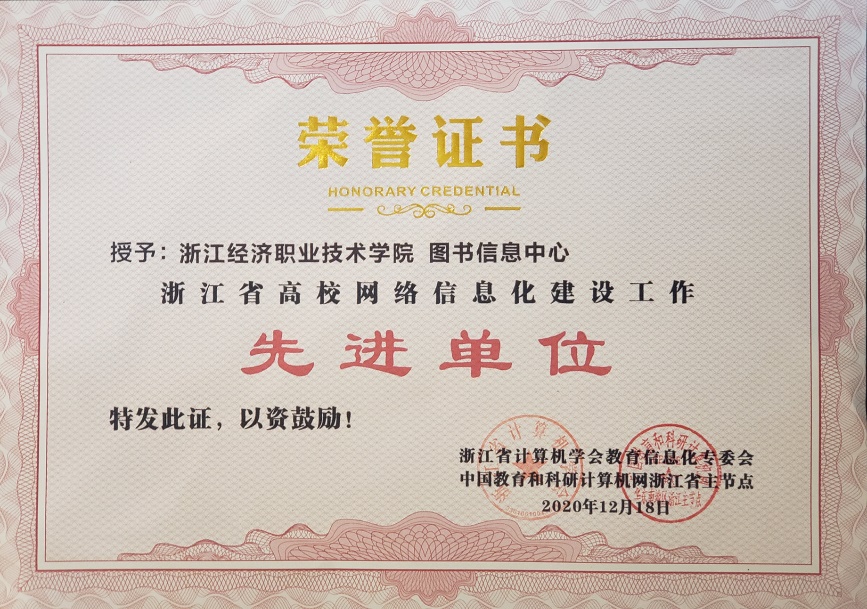 荣誉证书
HONORARY CREDENTIAL
授予：浙江经济职业技术学院 图书信息中心
浙江省高校网络信息化建设工作
先进单位
特发此证，以资鼓励！
浙江省计算机学会教育信息化专委会
中国教育和科研计算机网浙江省主节点
2020年12月18日